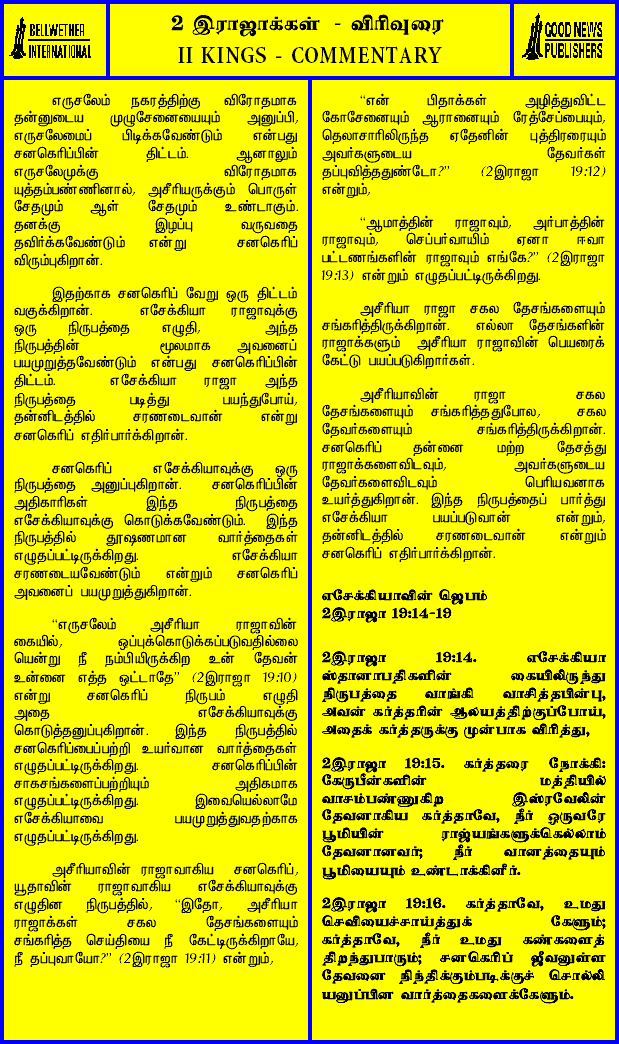 BELLWETHER
INTERNATIONAL
2 இராஜாக்கள் - விரிவுரை
II KINGS - COMMENTARY
GOOD NEWS
PUBLISHERS
எருசலேம் நகரத்திற்கு விரோதமாக
தன்னுடைய முழுசேனையையும் அனுப்பி,
எருசலேமைப் பிடிக்கவேண்டும் என்பது
சனகெரிப்பின் திட்டம். ஆனாலும்
எருசலேமுக்கு விரோதமாக
யுத்தம்பண்ணினால், அசீரியருக்கும் பொருள்
சேதமும் ஆள் சேதமும் உண்டாகும்.
தனக்கு இழப்பு வருவதை
தவிர்க்கவேண்டும் என்று சனகெரிப்
விரும்புகிறான்.
இதற்காக சனகெரிப் வேறு ஒரு திட்டம்
வகுக்கிறான். எசேக்கியா ராஜாவுக்கு
ஒரு நிருபத்தை எழுதி, அந்த
நிருபத்தின் மூலமாக அவனைப்
பயமுறுத்தவேண்டும் என்பது சனகெரிப்பின்
திட்டம். எசேக்கியா ராஜா அந்த
நிருபத்தை படித்து பயந்துபோய்,
தன்னிடத்தில் சரணடைவான் என்று
சனகெரிப் எதிர்பார்க்கிறான்.
சனகெரிப் எசேக்கியாவுக்கு ஒரு
நிருபத்தை அனுப்புகிறான். சனகெரிப்பின்
அதிகாரிகள் இந்த நிருபத்தை
எசேக்கியாவுக்கு கொடுக்கவேண்டும். இந்த
நிருபத்தில் தூஷணமான வார்த்தைகள்
எழுதப்பட்டிருக்கிறது. எசேக்கியா
சரணடையவேண்டும் என்றும் சனகெரிப்
அவனைப் பயமுறுத்துகிறான்.
“எருசலேம் அசீரியா ராஜாவின்
கையில், ஒப்புக்கொடுக்கப்படுவதில்லை
யென்று நீ நம்பியிருக்கிற உன் தேவன்
உன்னை எத்த ஒட்டாதே” (2இராஜா 19:10)
என்று சனகெரிப் நிருபம் எழுதி
அதை எசேக்கியாவுக்கு
கொடுத்தனுப்புகிறான். இந்த நிருபத்தில்
சனகெரிப்பைப்பற்றி உயர்வான வார்த்தைகள்
எழுதப்பட்டிருக்கிறது. சனகெரிப்பின்
சாகசங்களைப்பற்றியும் அதிகமாக
எழுதப்பட்டிருக்கிறது. இவையெல்லாமே
எசேக்கியாவை பயமுறுத்துவதற்காக
எழுதப்பட்டிருக்கிறது.
அசீரியாவின் ராஜாவாகிய சனகெரிப்,
யூதாவின் ராஜாவாகிய எசேக்கியாவுக்கு
எழுதின நிருபத்தில், “இதோ, அசீரியா
ராஜாக்கள் சகல தேசங்களையும்
சங்கரித்த செய்தியை நீ கேட்டிருக்கிறாயே,
நீ தப்புவாயோ?” (2இராஜா 19:11) என்றும்,
“என் பிதாக்கள் அழித்துவிட்ட
கோசேனையும் ஆரானையும் ரேத்சேப்பையும்,
தெலாசாரிலிருந்த ஏதேனின் புத்திரரையும்
அவர்களுடைய தேவர்கள்
தப்புவித்ததுண்டோ?” (2இராஜா 19:12)
என்றும்,
“ஆமாத்தின் ராஜாவும், அர்பாத்தின்
ராஜாவும், செப்பர்வாயிம் ஏனா ஈவா
பட்டணங்களின் ராஜாவும் எங்கே?” (2இராஜா
19:13) என்றும் எழுதப்பட்டிருக்கிறது.
அசீரியா ராஜா சகல தேசங்களையும்
சங்கரித்திருக்கிறான். எல்லா தேசங்களின்
ராஜாக்களும் அசீரியா ராஜாவின் பெயரைக்
கேட்டு பயப்படுகிறார்கள்.
அசீரியாவின் ராஜா சகல
தேசங்களையும் சங்கரித்ததுபோல, சகல
தேவர்களையும் சங்கரித்திருக்கிறான்.
சனகெரிப் தன்னை மற்ற தேசத்து
ராஜாக்களைவிடவும், அவர்களுடைய
தேவர்களைவிடவும் பெரியவனாக
உயர்த்துகிறான். இந்த நிருபத்தைப் பார்த்து
எசேக்கியா பயப்படுவான் என்றும்,
தன்னிடத்தில் சரணடைவான் என்றும்
சனகெரிப் எதிர்பார்க்கிறான்.
எசேக்கியாவின் ஜெபம்
2இராஜா 19:14-19
2இராஜா 19:14. எசேக்கியா
ஸ்தானாபதிகளின் கையிலிருந்து
நிருபத்தை வாங்கி வாசித்தபின்பு,
அவன் கர்த்தரின் ஆலயத்திற்குப்போய்,
அதைக் கர்த்தருக்கு முன்பாக விரித்து,
2இராஜா 19:15. கர்த்தரை நோக்கி:
கேருபீன்களின் மத்தியில்
வாசம்பண்ணுகிற இஸ்ரவேலின்
தேவனாகிய கர்த்தாவே, நீர் ஒருவரே
பூமியின் ராஜ்யங்களுக்கெல்லாம்
தேவனானவர்; நீர் வானத்தையும்
பூமியையும் உண்டாக்கினீர்.
2இராஜா 19:16. கர்த்தாவே, உமது
செவியைச்சாய்த்துக் கேளும்;
கர்த்தாவே, நீர் உமது கண்களைத்
திறந்துபாரும்; சனகெரிப் ஜீவனுள்ள
தேவனை நிந்திக்கும்படிக்குச் சொல்லி
யனுப்பின வார்த்தைகளைக்கேளும்.